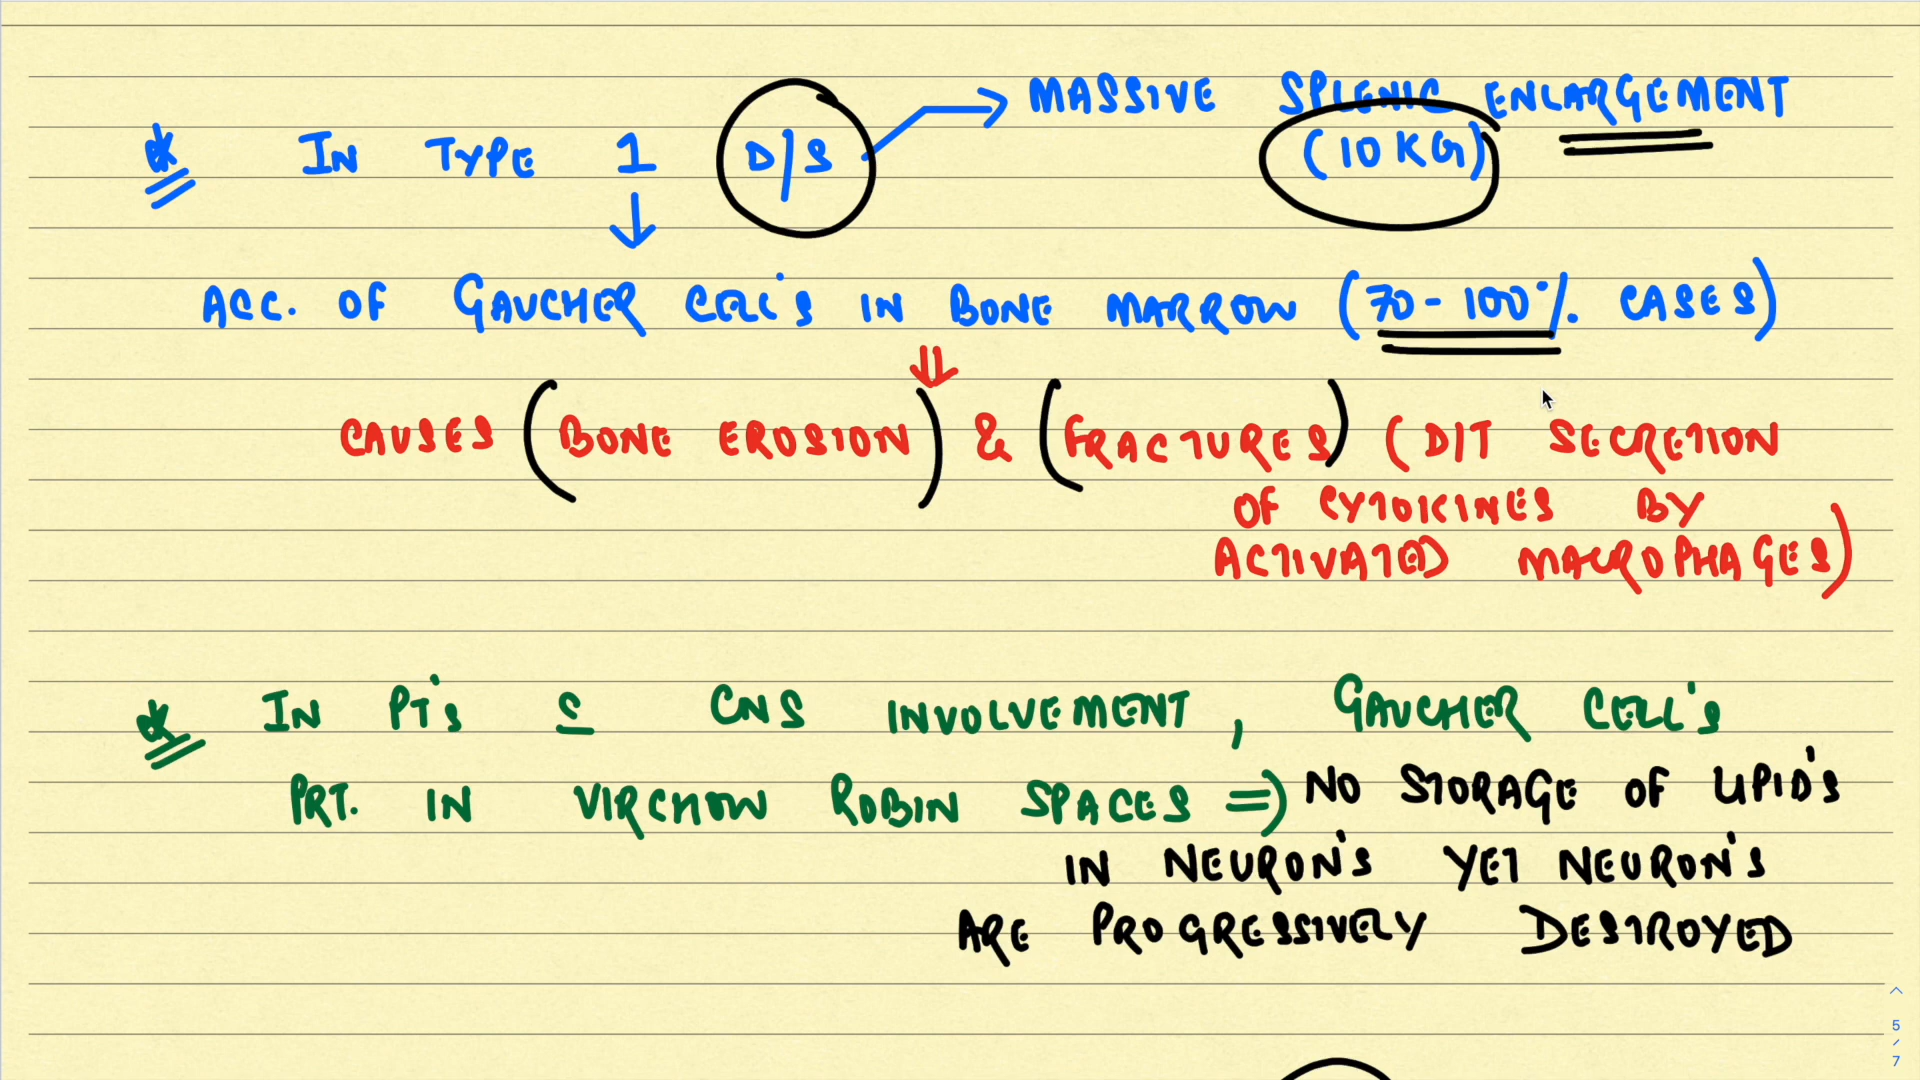 MASSIVE SPLENIC ENLARGEMENT
* IN TYPE 1 D/S (10 KG)
ACC. OF GAUCHER CELL'S IN BONE MARROW (70-100% CASES)
CAUSES (BONE EROSION) & (FRACTURES) (D/T SECRETION
OF CYTOKINES BY
ACTIVATED MACROPHAGES)
* IN PT'S C CNS INVOLVEMENT, GAUCHER CELL'S
PRT. IN VIRCHOW ROBIN SPACES => NO STORAGE OF LIPID'S
IN NEURON'S YET NEURON'S
ARE PROGRESSIVELY DESTROYED
5
/
7